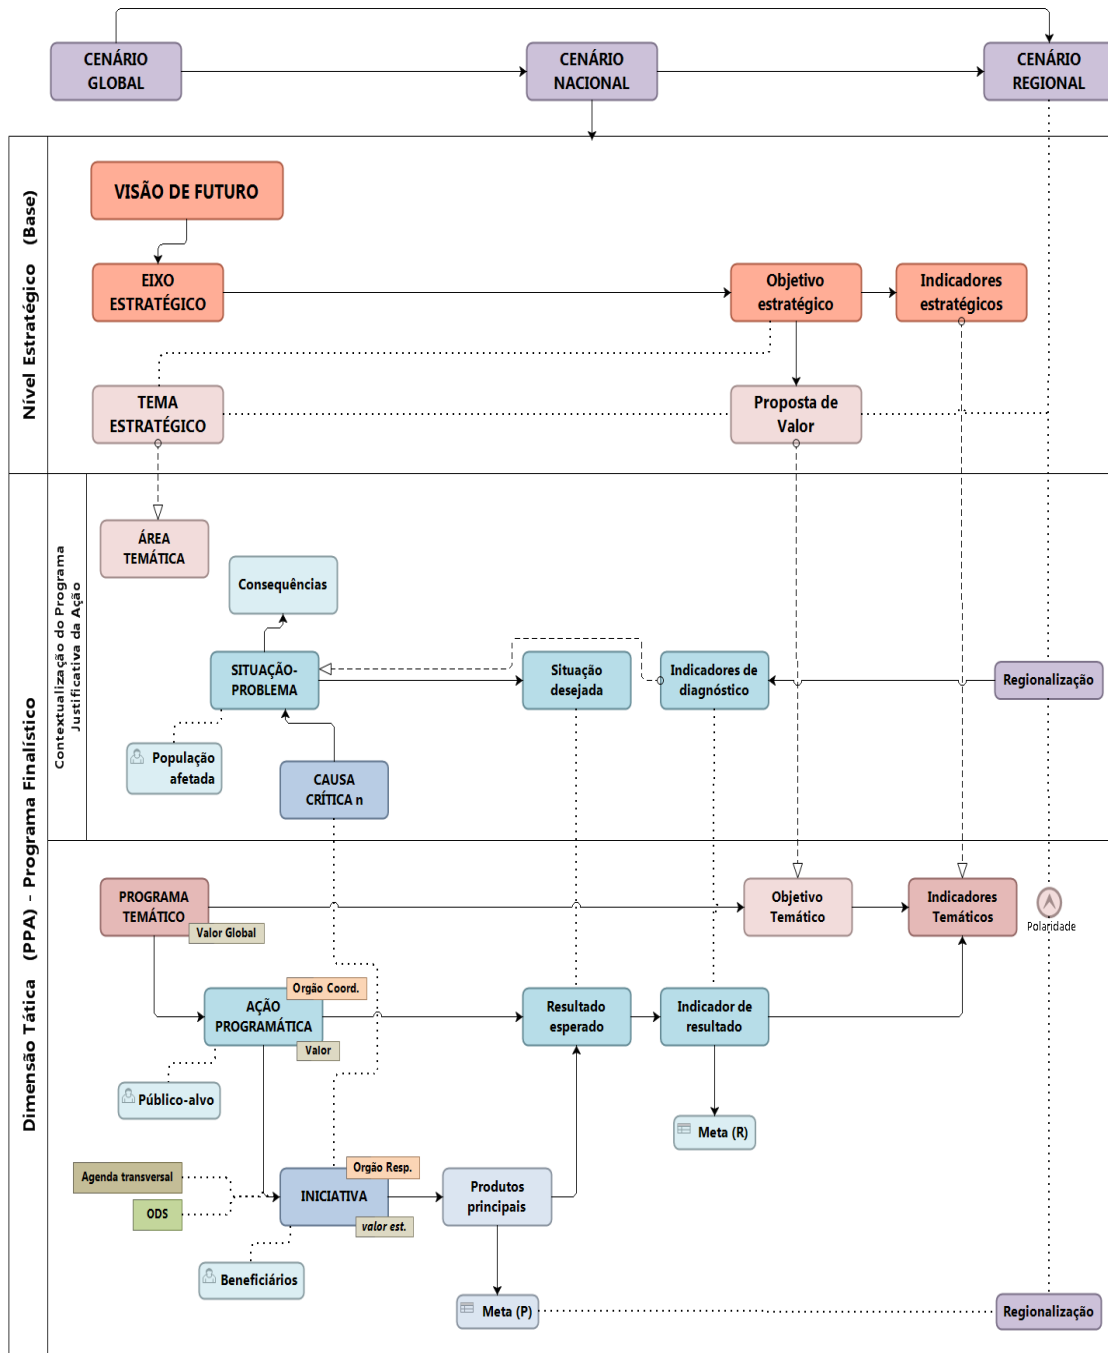 CENÁRIO
GLOBAL
CENÁRIO
NACIONAL
CENÁRIO
REGIONAL
Nível Estratégico (Base)
VISÃO DE FUTURO
EIXO
ESTRATÉGICO
Objetivo
estratégico
Indicadores
estratégicos
TEMA
ESTRATÉGICO
Proposta de
Valor
Dimensão Tática (PPA) - Programa Finalístico
Contextualização do Programa
Justificativa da Ação
ÁREA
TEMÁTICA
Consequências
SITUAÇÃO-
PROBLEMA
Situação
desejada
Indicadores de
diagnóstico
Regionalização
População
afetada
CAUSA
CRÍTICA n
PROGRAMA
TEMÁTICO
Valor Global
Objetivo
Temático
Indicadores
Temáticos
Polaridade
Orgão Coord.
AÇÃO
PROGRAMÁTICA
Valor
Resultado
esperado
Indicador de
resultado
Público-alvo
Meta (R)
Agenda transversal
ODS
Orgão Resp.
INICIATIVA
valor est.
Produtos
principais
Beneficiários
Meta (P)
Regionalização